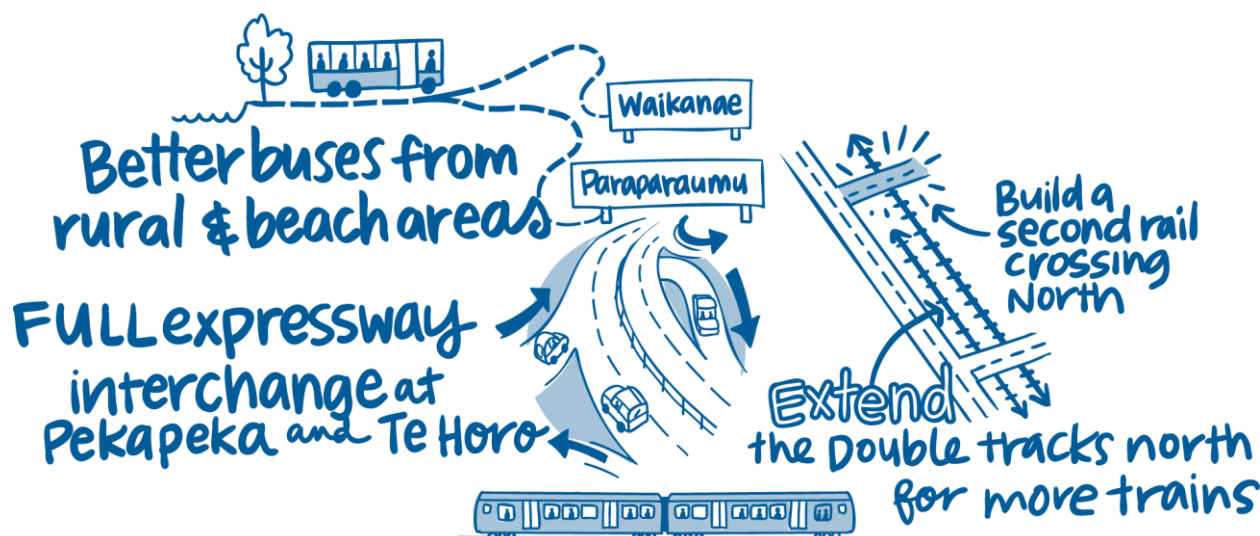 Waikanae
Paraparaumu
Better buses from
rural & beach areas
FULL expressway
interchange at
Pekapeka and Te Horo
Build a
second rail
crossing
North
Extend
the Double tracks north
for more trains